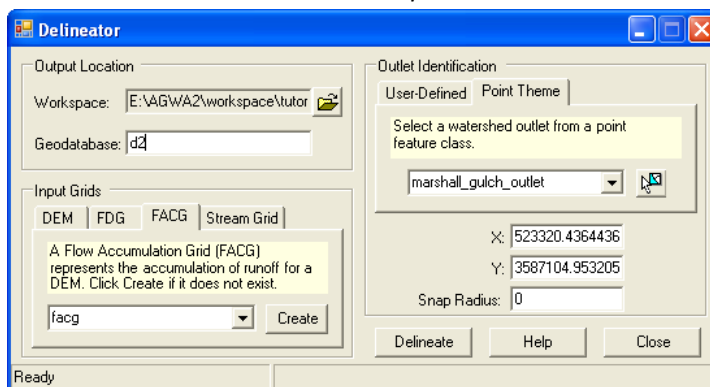 Delineator
Output Location
Workspace: E:\AGWA2\workspace\tutor
Geodatabase: d2
Input Grids
DEM FDG FACG Stream Grid
A Flow Accumulation Grid (FACG)
represents the accumulation of runoff for a
DEM. Click Create if it does not exist.
facg Create
Outlet Identification
User-Defined Point Theme
Select a watershed outlet from a point
feature class.
marshall_gulch_outlet
X: 523320.4364436
Y: 3587104.953205
Snap Radius: 0
Delineate Help Close
Ready